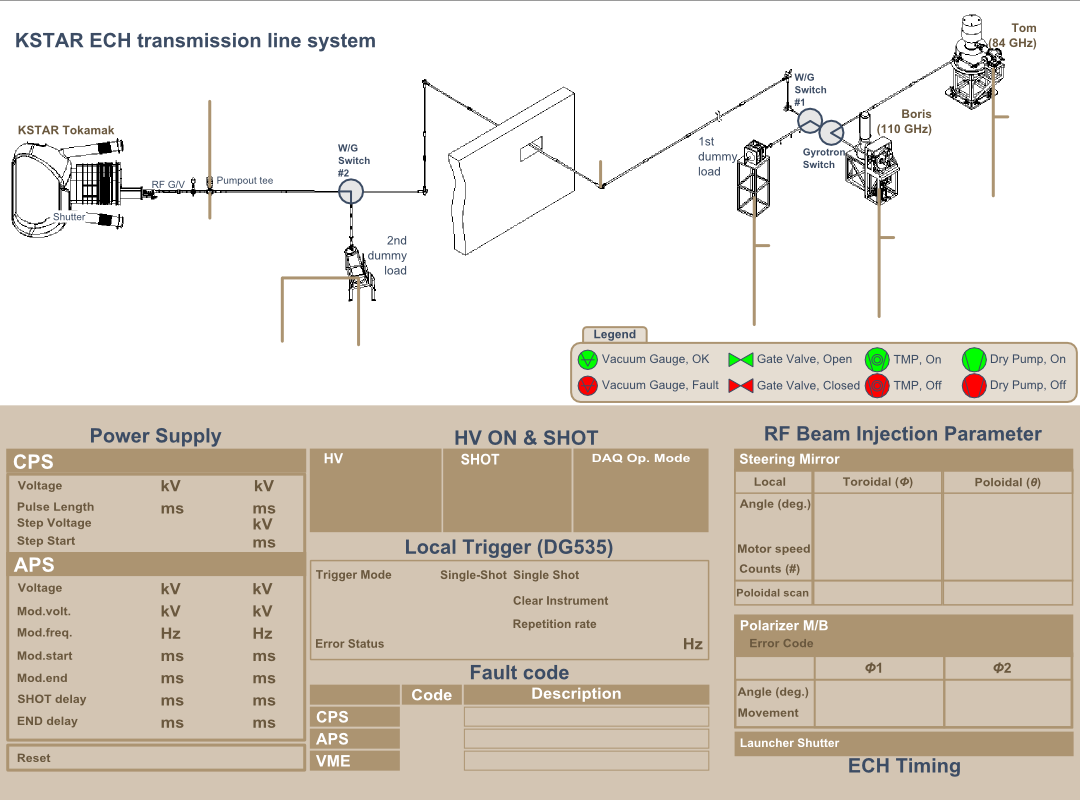 KSTAR ECH transmission line system
Tom
(84 GHz)
W/G
Switch
#1
Boris
(110 GHz)
KSTAR Tokamak
W/G
Switch
#2
1st
dummy
load
Gyrotron
Switch
RF G/V
Pumpout tee
Shutter
2nd
dummy
load
Legend
Vacuum Gauge, OK
Gate Valve, Open
TMP, On
Dry Pump, On
Vacuum Gauge, Fault
Gate Valve, Closed
TMP, Off
Dry Pump, Off
Power Supply
CPS
Voltage kV kV
Pulse Length ms ms
Step Voltage kV
Step Start ms
APS
Voltage kV kV
Mod.volt. kV kV
Mod.freq. Hz Hz
Mod.start ms ms
Mod.end ms ms
SHOT delay ms ms
END delay ms ms
Reset
HV ON & SHOT
HV SHOT DAQ Op. Mode
Local Trigger (DG535)
Trigger Mode Single-Shot Single Shot
Clear Instrument
Repetition rate
Error Status Hz
Fault code
Code Description
CPS
APS
VME
RF Beam Injection Parameter
Steering Mirror
Local Toroidal (Φ) Poloidal (θ)
Angle (deg.)
Motor speed
Counts (#)
Poloidal scan
Polarizer M/B
Error Code
Φ1 Φ2
Angle (deg.)
Movement
Launcher Shutter
ECH Timing